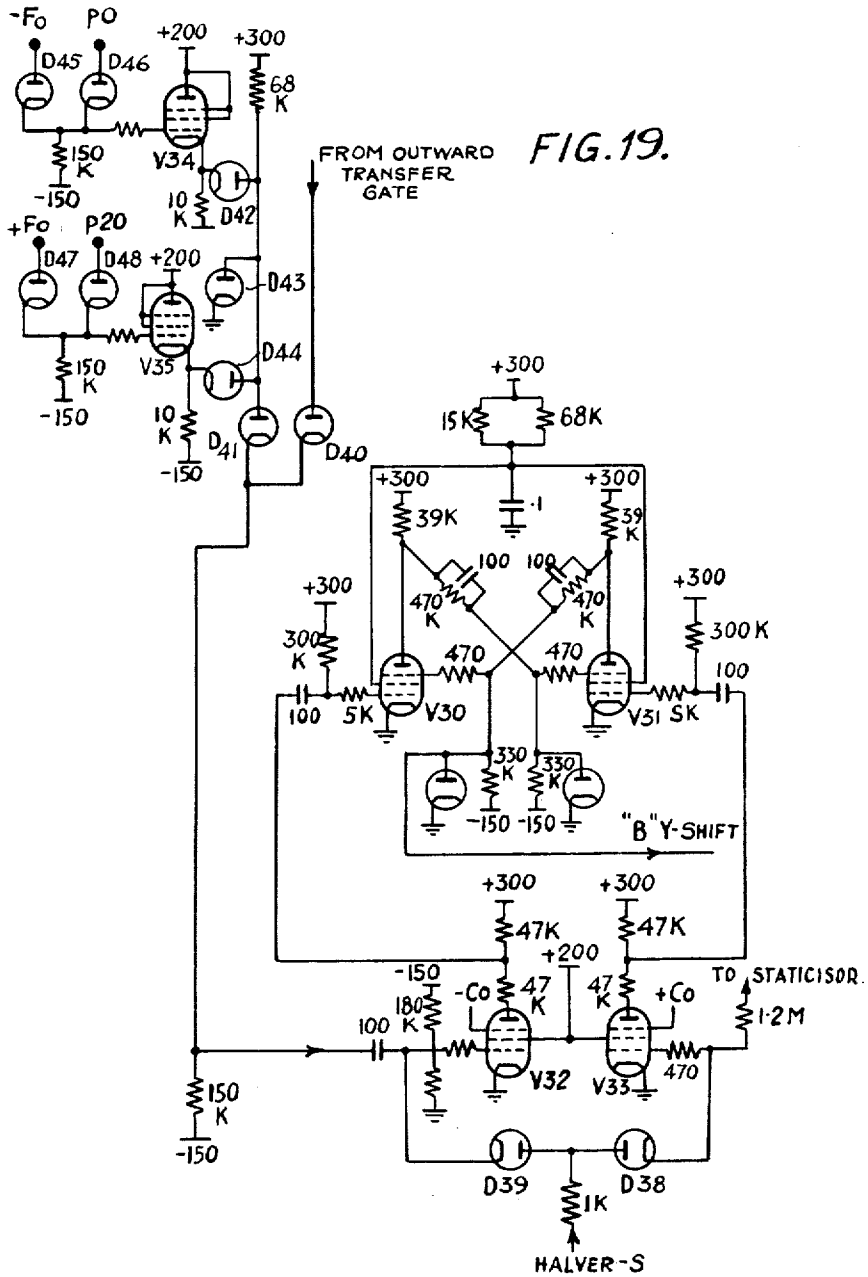 FIG.19.
-Fo
PO
D45
D46
+200
+300
68
K
150
K
-150
V34
10
K
D42
FROM OUTWARD
TRANSFER
GATE
+Fo
P20
D47
D48
+200
D43
150
K
-150
V35
D44
10
K
-150
D41
D40
+300
15K
68K
.1
+300
39K
+300
39
K
100
100
470
K
470
K
+300
300
K
+300
300K
470
470
100
5K
V30
V31
5K
100
330
K
330
K
-150
-150
"B" Y-SHIFT
+300
+300
47K
47K
+200
-150
180
K
47
K
47
K
-Co
+Co
TO STATICISOR.
1.2M
100
V32
V33
470
150
K
-150
D39
D38
1K
HALVER-S